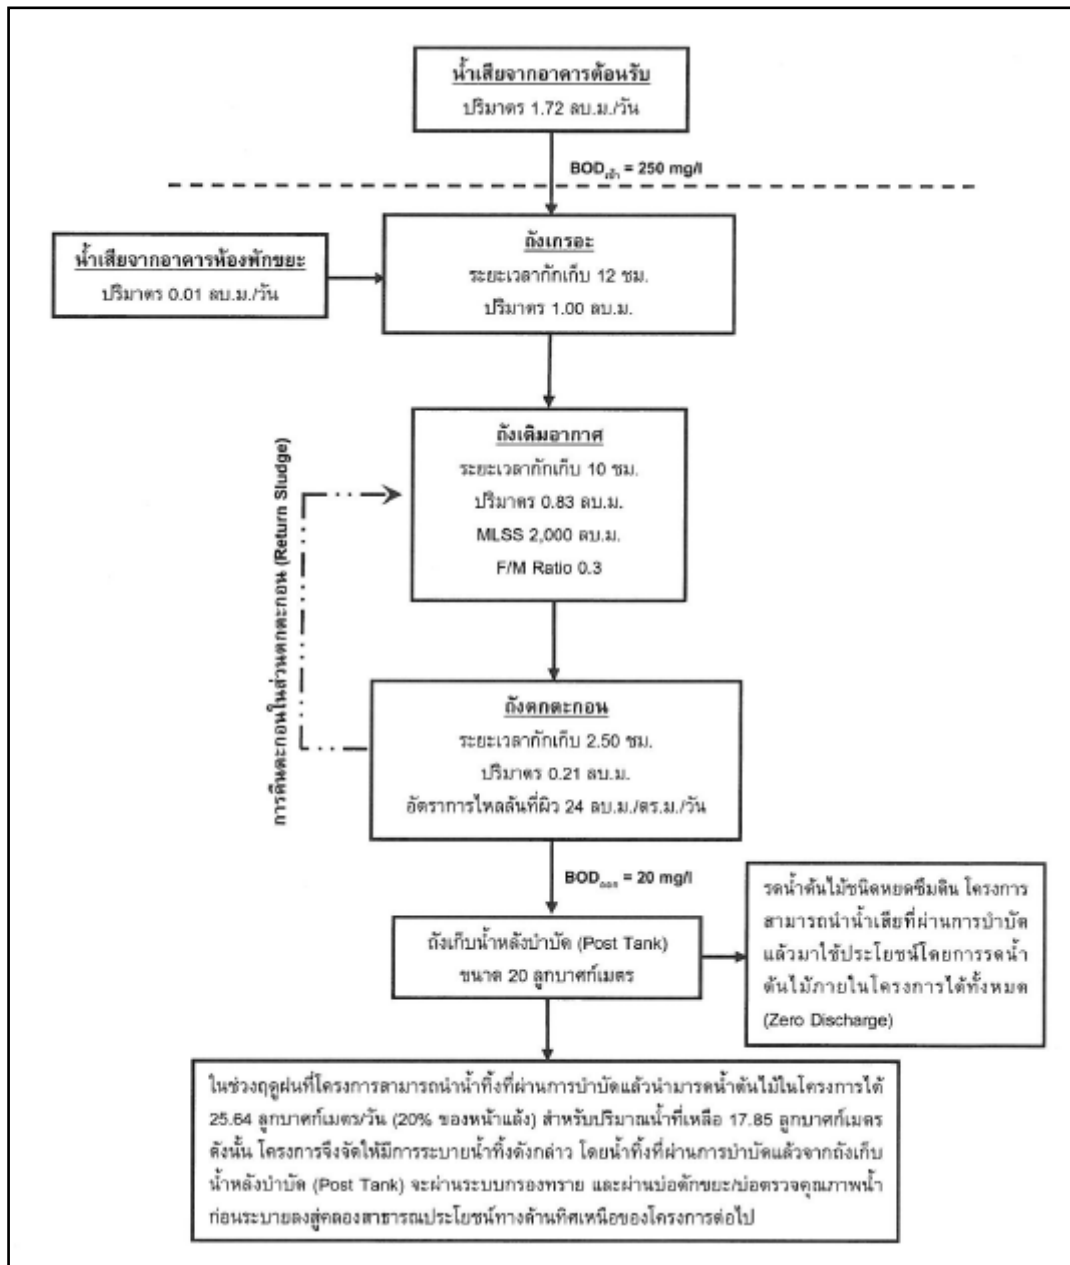 น้ำเสียจากอาคารต้อนรับ
ปริมาตร 1.72 ลบ.ม./วัน
BODเข้า = 250 mg/l
น้ำเสียจากอาคารห้องพักขยะ
ปริมาตร 0.01 ลบ.ม./วัน
ถังเกรอะ
ระยะเวลากักเก็บ 12 ชม.
ปริมาตร 1.00 ลบ.ม.
ถังเติมอากาศ
ระยะเวลากักเก็บ 10 ชม.
ปริมาตร 0.83 ลบ.ม.
MLSS 2,000 ลบ.ม.
F/M Ratio 0.3
การคืนตะกอนในส่วนตกตะกอน (Return Sludge)
ถังตกตะกอน
ระยะเวลากักเก็บ 2.50 ชม.
ปริมาตร 0.21 ลบ.ม.
อัตราการไหลล้นที่ผิว 24 ลบ.ม./ตร.ม./วัน
BODออก = 20 mg/l
ถังเก็บน้ำหลังบำบัด (Post Tank)
ขนาด 20 ลูกบาศก์เมตร
รดน้ำต้นไม้ชนิดหยดซึมดิน โครงการ
สามารถนำน้ำเสียที่ผ่านการบำบัด
แล้วมาใช้ประโยชน์โดยการรดน้ำ
ต้นไม้ภายในโครงการได้ทั้งหมด
(Zero Discharge)
ในช่วงฤดูฝนที่โครงการสามารถนำน้ำทิ้งที่ผ่านการบำบัดแล้วนำมารดน้ำต้นไม้ในโครงการได้
25.64 ลูกบาศก์เมตร/วัน (20% ของหน้าแล้ง) สำหรับปริมาณน้ำที่เหลือ 17.85 ลูกบาศก์เมตร
ดังนั้น โครงการจึงจัดให้มีการระบายน้ำทิ้งดังกล่าว โดยน้ำทิ้งที่ผ่านการบำบัดแล้วจากถังเก็บ
น้ำหลังบำบัด (Post Tank) จะผ่านระบบกรองทราย และผ่านบ่อดักขยะ/บ่อตรวจคุณภาพน้ำ
ก่อนระบายลงสู่คลองสาธารณประโยชน์ทางด้านทิศเหนือของโครงการต่อไป